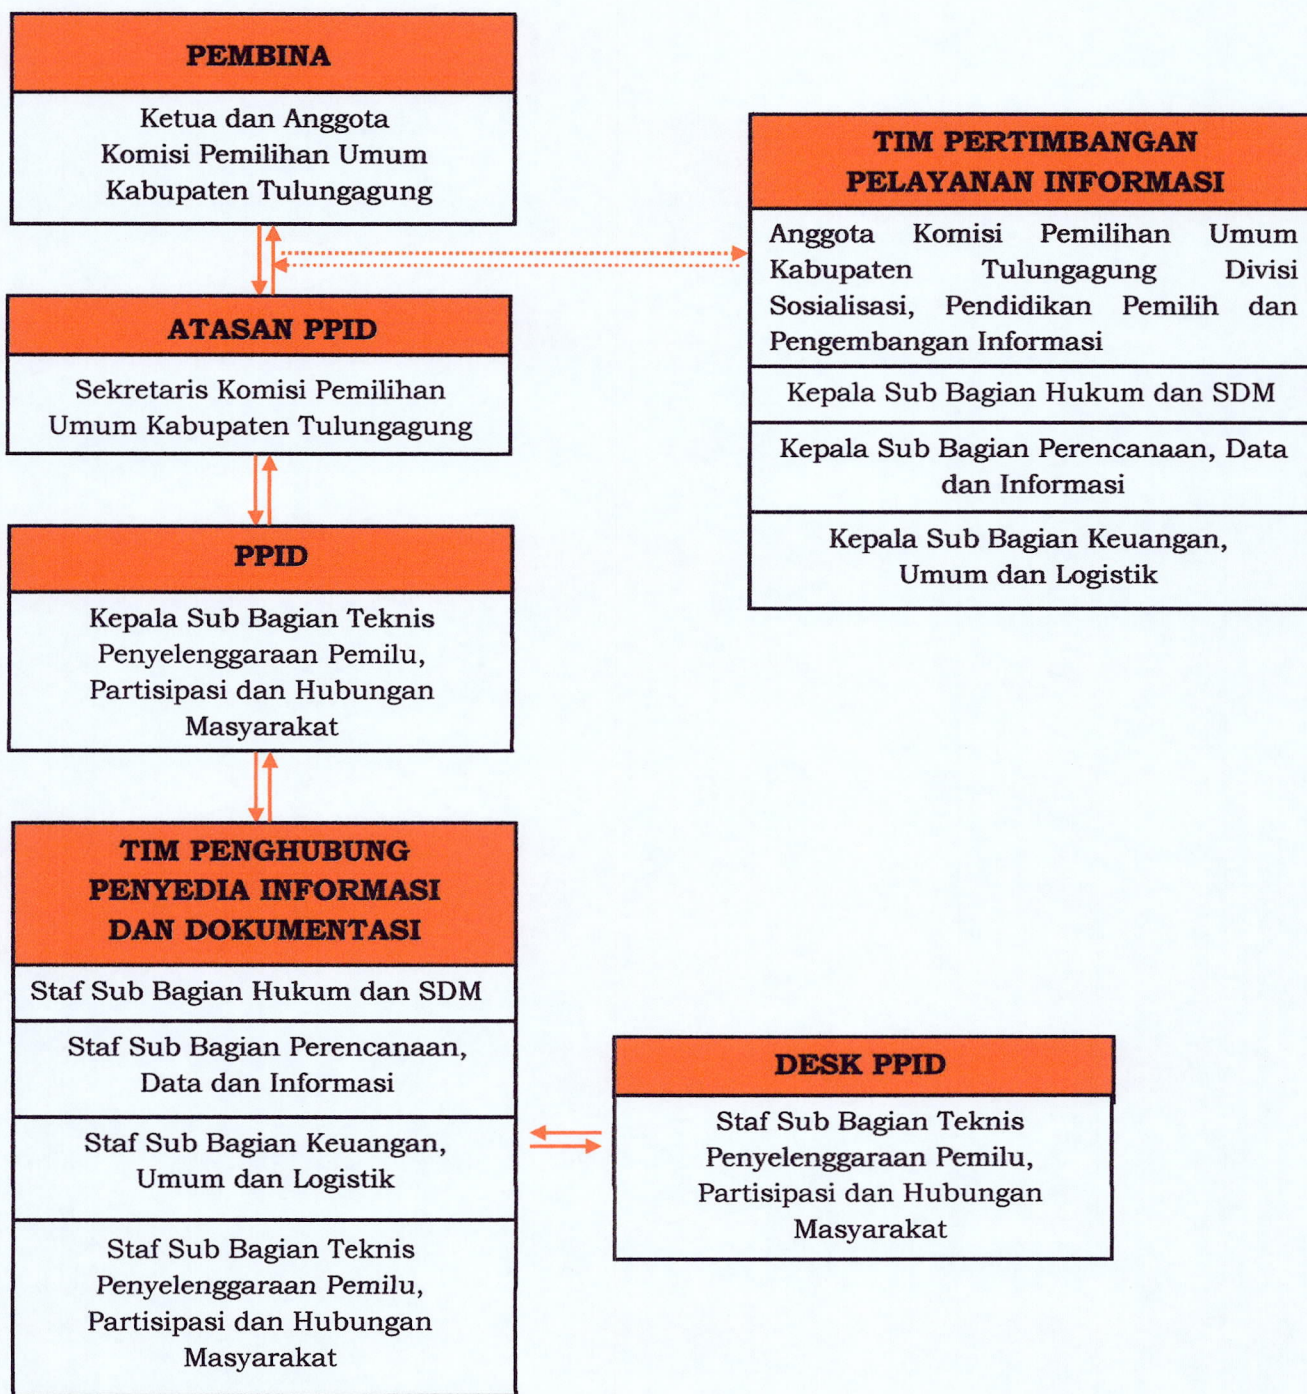 PEMBINA
Ketua dan Anggota
Komisi Pemilihan Umum
Kabupaten Tulungagung
TIM PERTIMBANGAN
PELAYANAN INFORMASI
Anggota Komisi Pemilihan Umum
Kabupaten Tulungagung Divisi
Sosialisasi, Pendidikan Pemilih dan
Pengembangan Informasi
Kepala Sub Bagian Hukum dan SDM
Kepala Sub Bagian Perencanaan, Data
dan Informasi
Kepala Sub Bagian Keuangan,
Umum dan Logistik
ATASAN PPID
Sekretaris Komisi Pemilihan
Umum Kabupaten Tulungagung
PPID
Kepala Sub Bagian Teknis
Penyelenggaraan Pemilu,
Partisipasi dan Hubungan
Masyarakat
TIM PENGHUBUNG
PENYEDIA INFORMASI
DAN DOKUMENTASI
Staf Sub Bagian Hukum dan SDM
Staf Sub Bagian Perencanaan,
Data dan Informasi
Staf Sub Bagian Keuangan,
Umum dan Logistik
Staf Sub Bagian Teknis
Penyelenggaraan Pemilu,
Partisipasi dan Hubungan
Masyarakat
DESK PPID
Staf Sub Bagian Teknis
Penyelenggaraan Pemilu,
Partisipasi dan Hubungan
Masyarakat